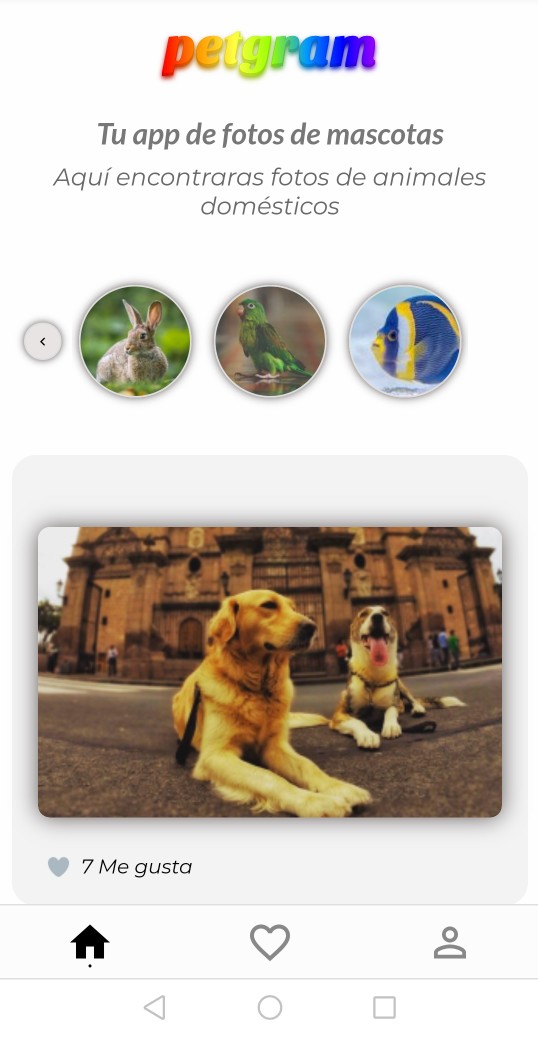 petgram
Tu app de fotos de mascotas
Aquí encontraras fotos de animales
domésticos
7 Me gusta